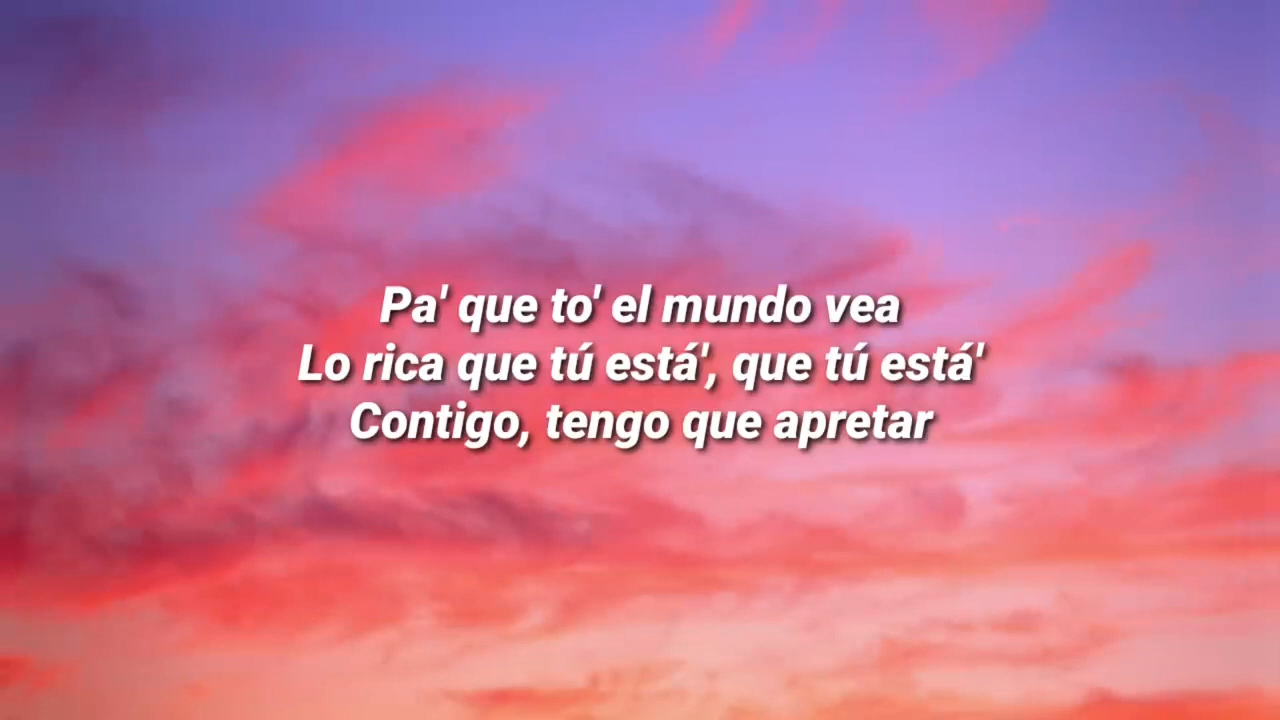 Pa' que to' el mundo vea
Lo rica que tú está', que tú está'
Contigo, tengo que apretar